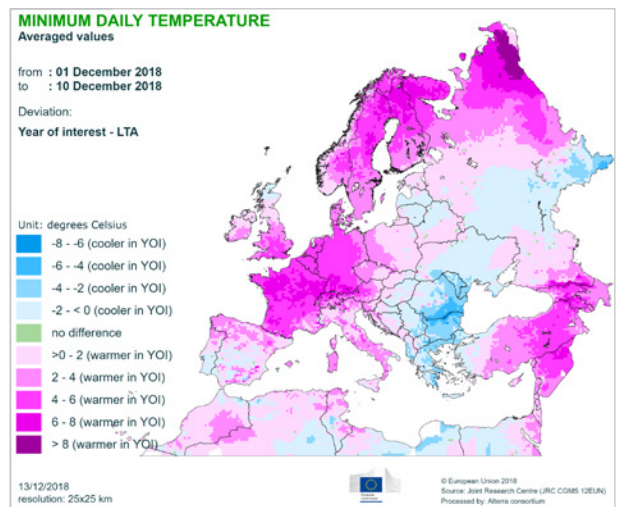 MINIMUM DAILY TEMPERATURE
Averaged values
from : 01 December 2018
to : 10 December 2018
Deviation:
Year of interest - LTA
Unit: degrees Celsius
-8 - -6 (cooler in YOI)
-6 - -4 (cooler in YOI)
-4 - -2 (cooler in YOI)
-2 - < 0 (cooler in YOI)
no difference
>0 - 2 (warmer in YOI)
2 - 4 (warmer in YOI)
4 - 6 (warmer in YOI)
6 - 8 (warmer in YOI)
> 8 (warmer in YOI)
13/12/2018
resolution: 25x25 km
European
Commission
© European Union 2018
Source: Joint Research Centre (JRC CGMS 12EUN)
Processed by: Alterra consortium